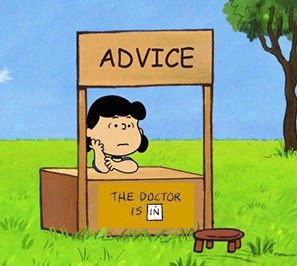 ADVICE
THE DOCTOR
IS IN